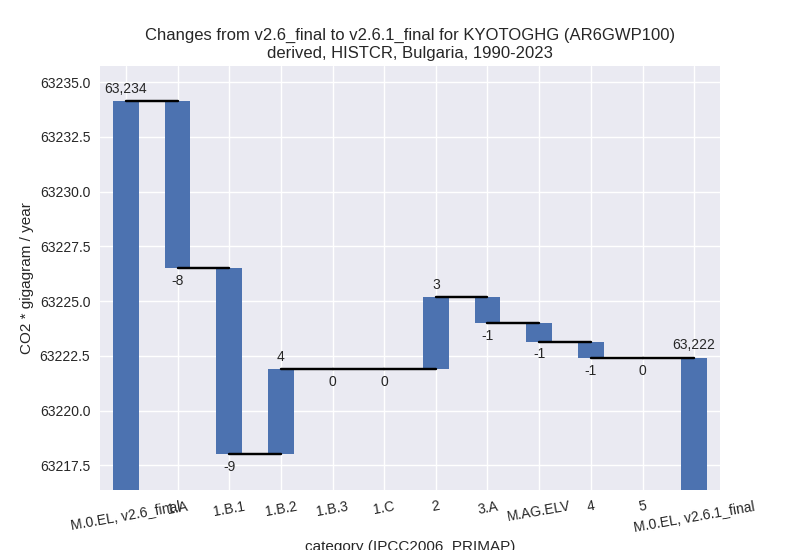 Changes from v2.6_final to v2.6.1_final for KYOTOGHG (AR6GWP100)
derived, HISTCR, Bulgaria, 1990-2023
CO2 * gigagram / year
63235.0
63232.5
63230.0
63227.5
63225.0
63222.5
63220.0
63217.5
63,234
-8
-9
4
0
0
3
-1
-1
-1
0
63,222
M.0.EL, v2.6_final
1.A
1.B.1
1.B.2
1.B.3
1.C
2
3.A
M.AG.ELV
4
5
M.0.EL, v2.6.1_final
category (IPCC2006_PRIMAP)